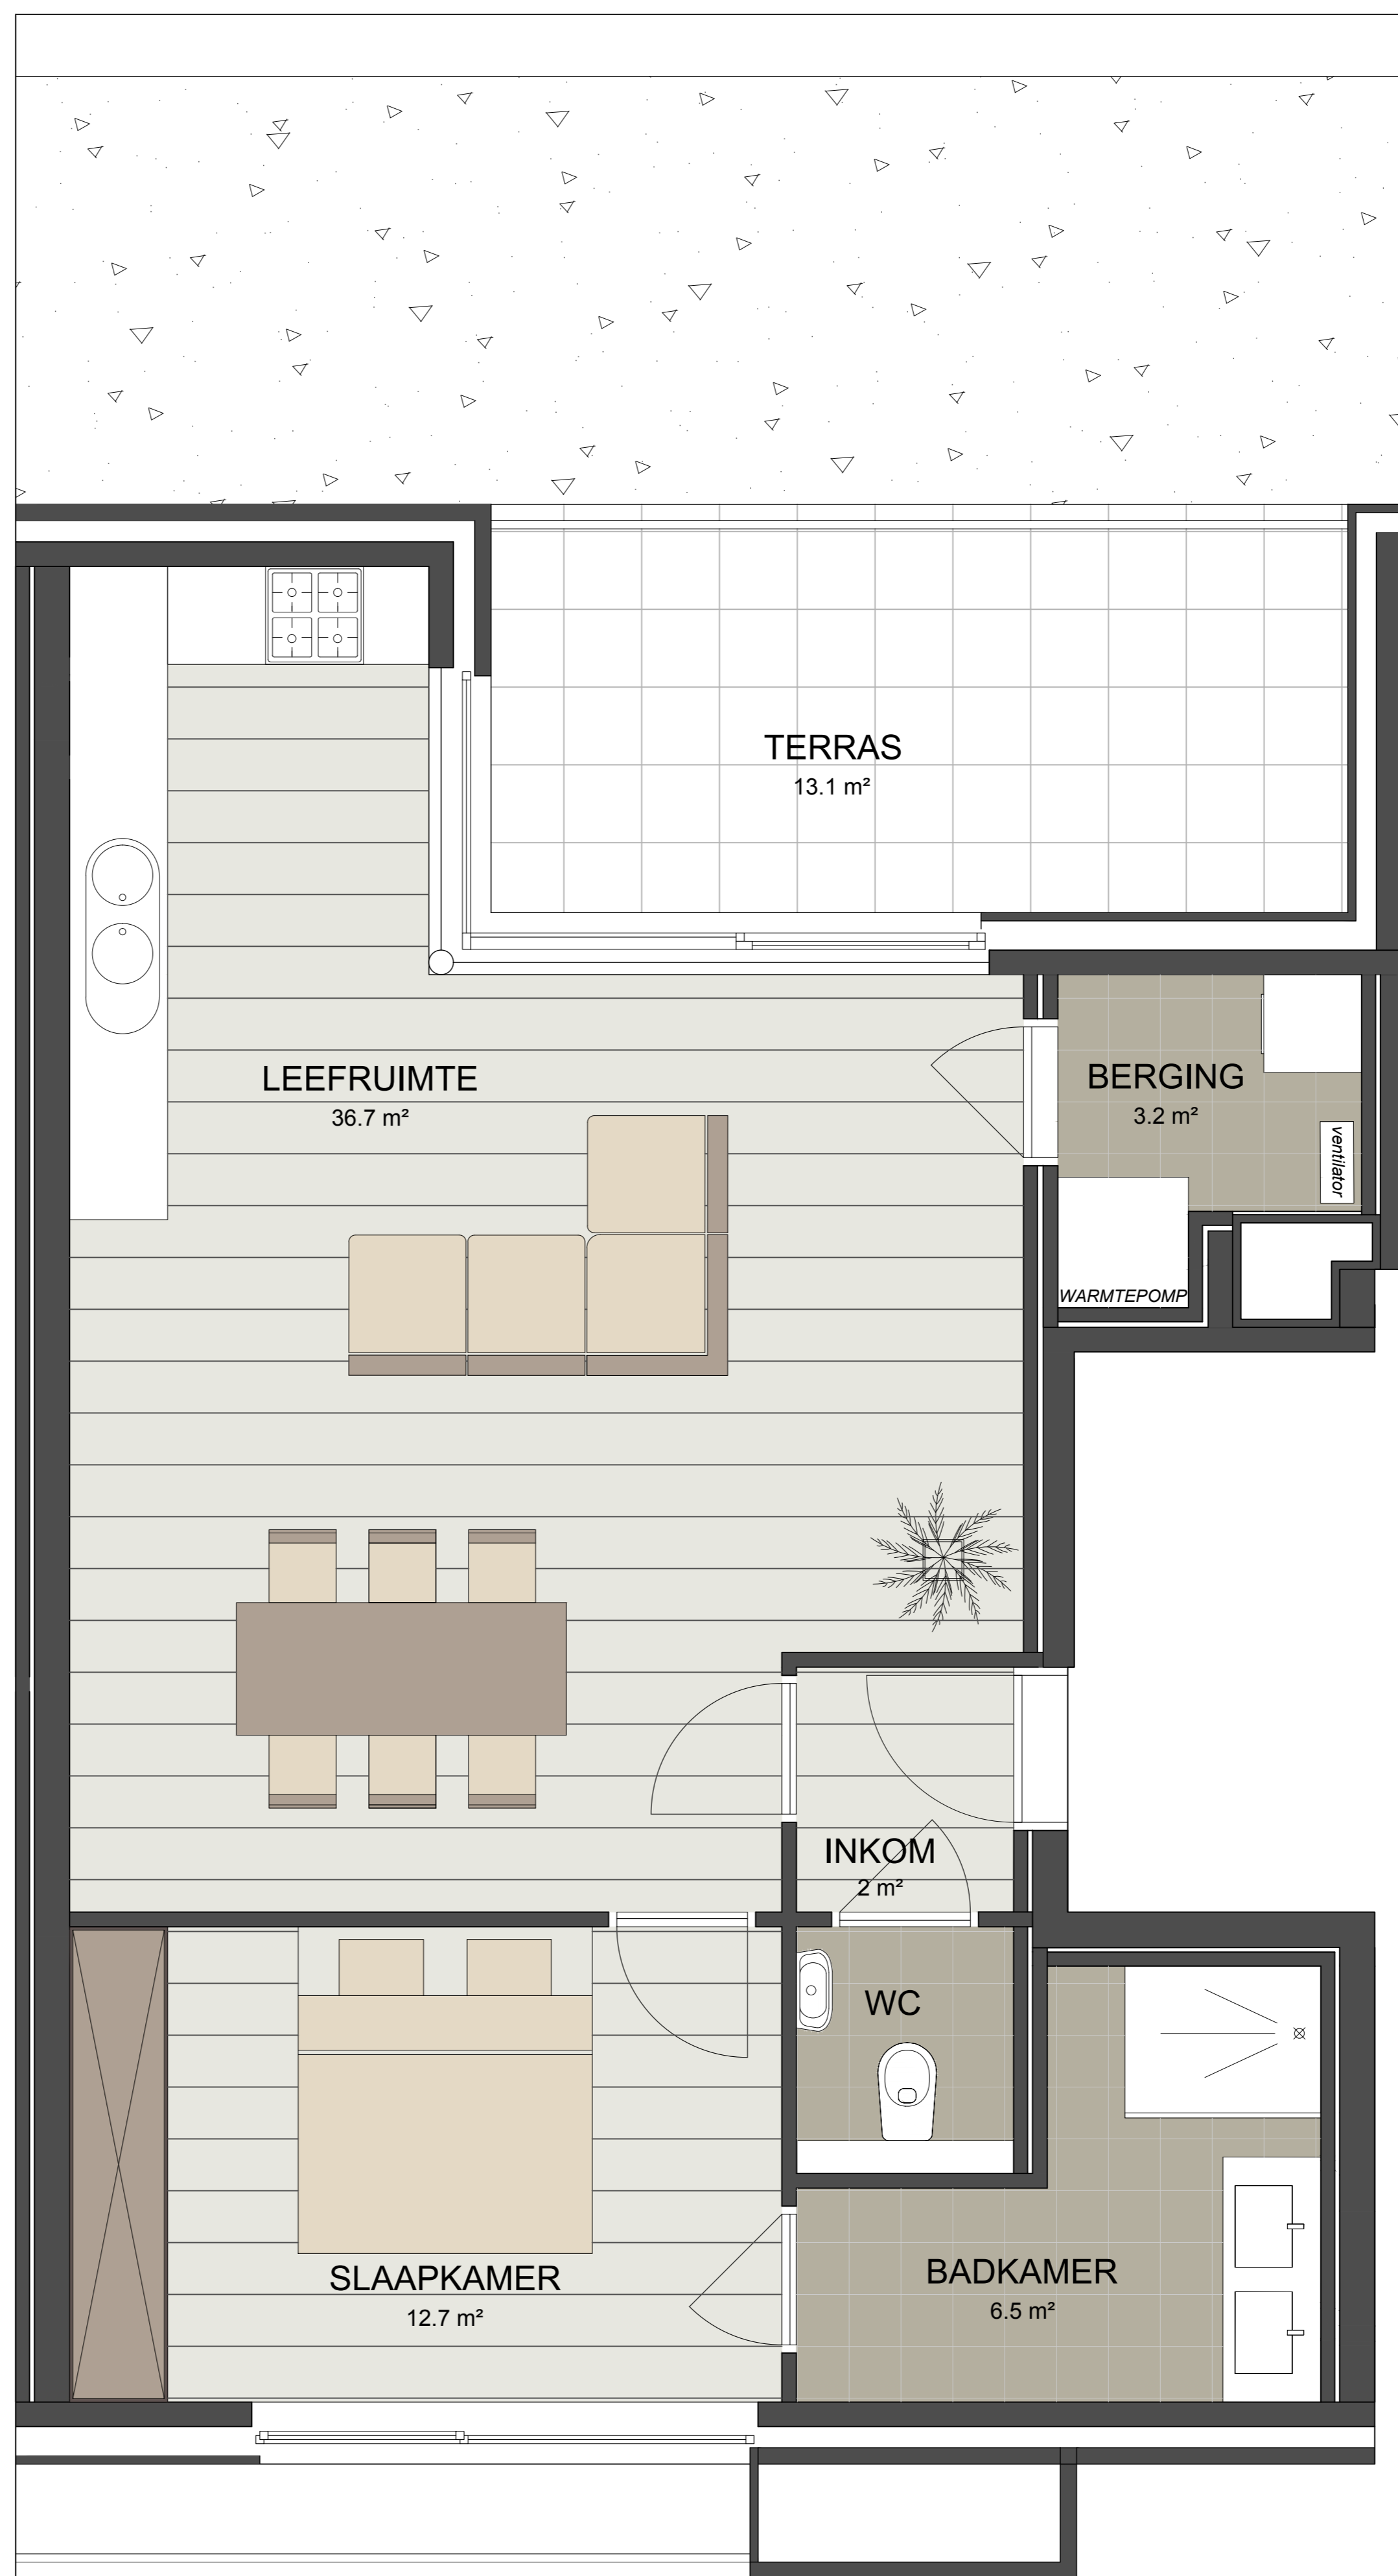 TERRAS
13.1 m²
LEEFRUIMTE
36.7 m²
BERGING
3.2 m²
ventilator
WARMTEPOMP
INKOM
2 m²
WC
SLAAPKAMER
12.7 m²
BADKAMER
6.5 m²